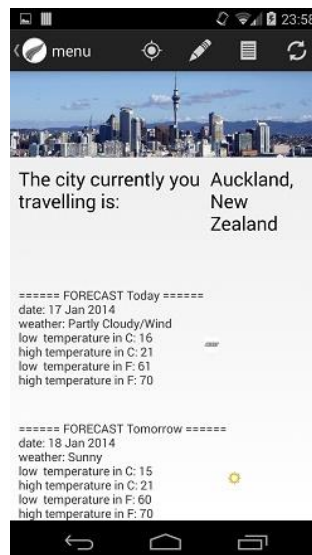 23:58
menu
The city currently you travelling is:
Auckland, New Zealand
====== FORECAST Today ======
date: 17 Jan 2014
weather: Partly Cloudy/Wind
low  temperature in C: 16
high temperature in C: 21
low  temperature in F: 61
high temperature in F: 70
====== FORECAST Tomorrow ======
date: 18 Jan 2014
weather: Sunny
low  temperature in C: 15
high temperature in C: 21
low  temperature in F: 60
high temperature in F: 70